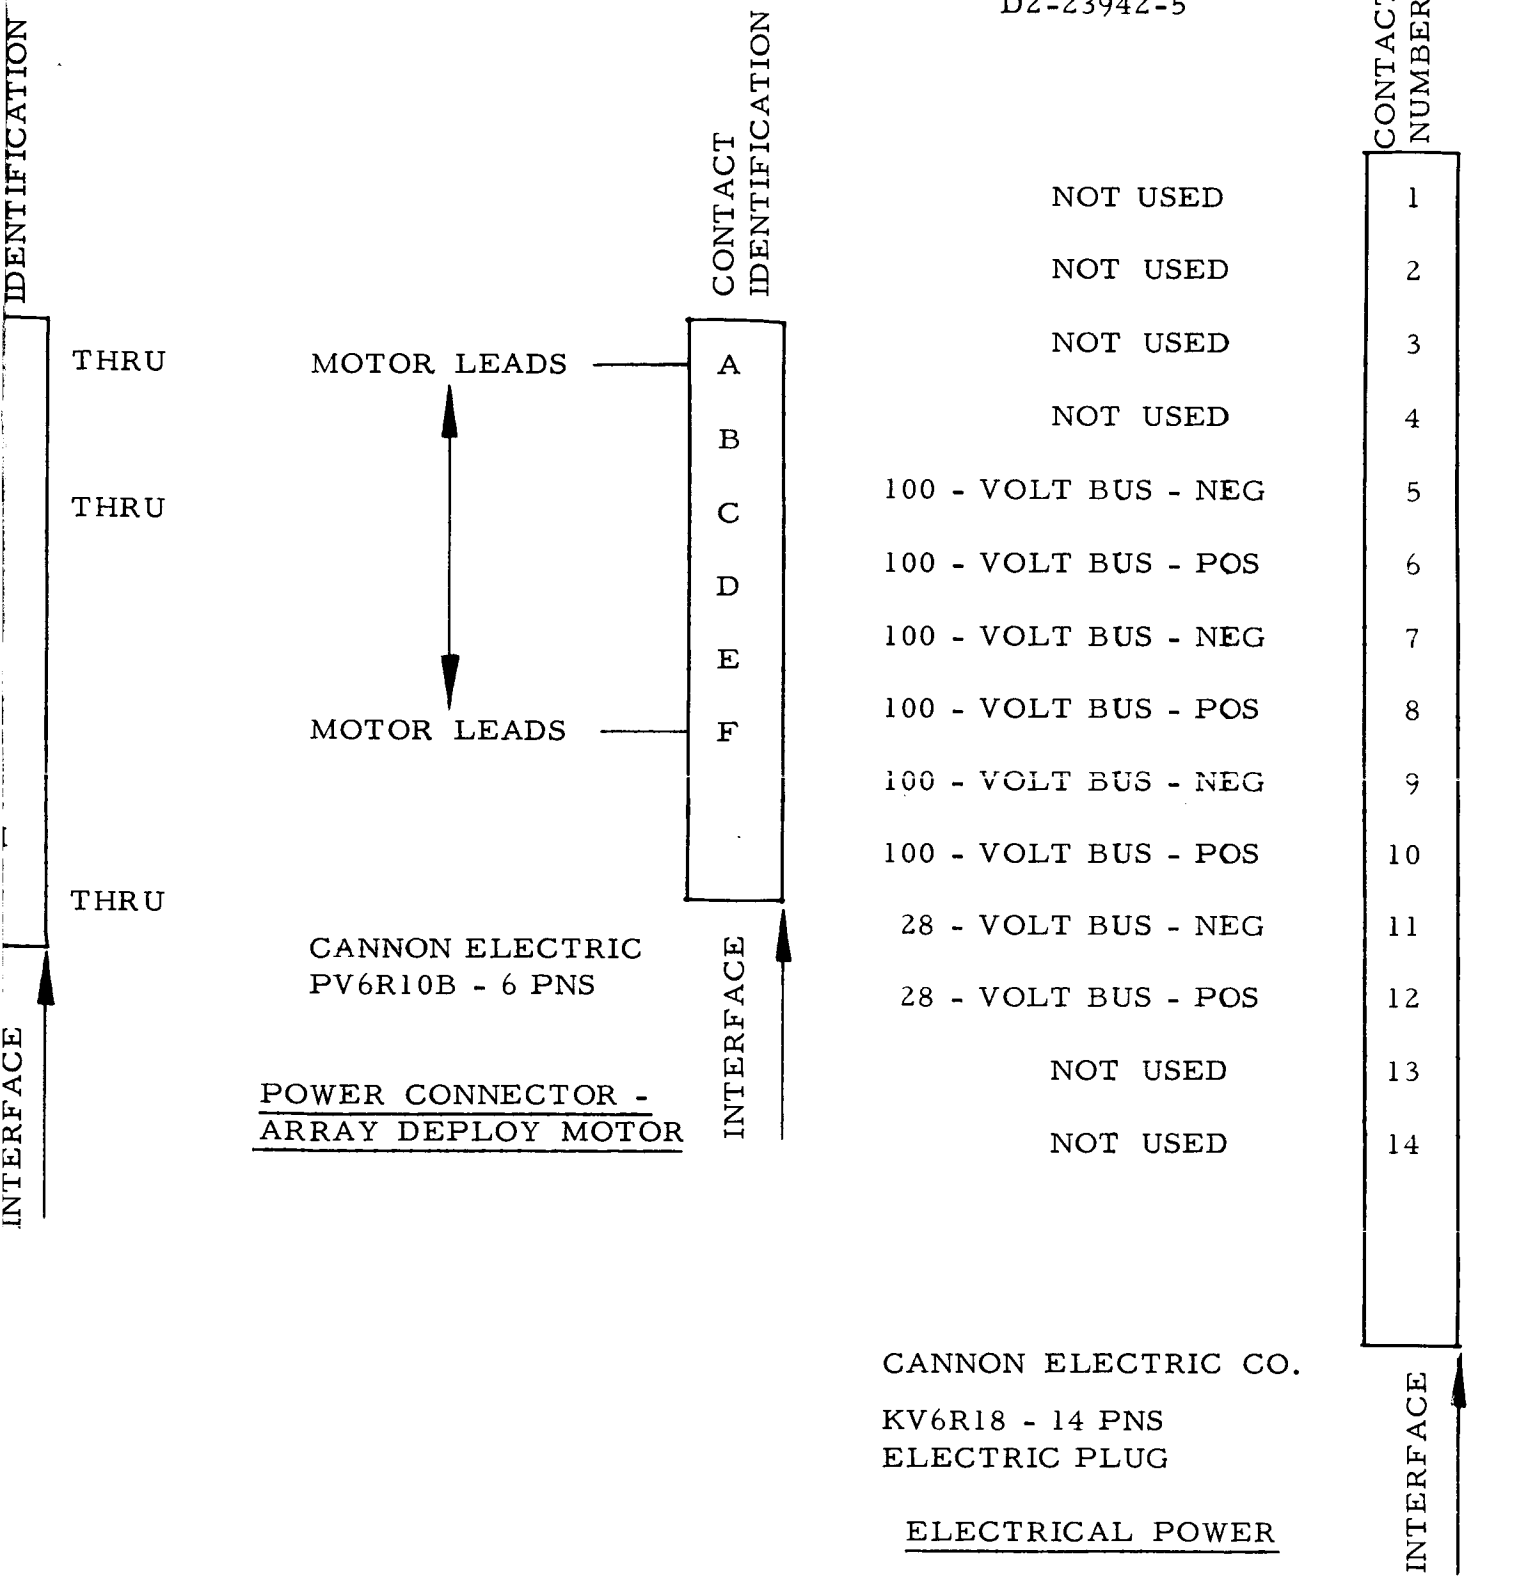 D2-23942-5
IDENTIFICATION
THRU
THRU
THRU
INTERFACE
CONTACT
IDENTIFICATION
MOTOR LEADS
A
B
C
D
E
MOTOR LEADS
F
CANNON ELECTRIC
PV6R10B - 6 PNS
POWER CONNECTOR -
ARRAY DEPLOY MOTOR
INTERFACE
CONTACT
NUMBER
NOT USED 1
NOT USED 2
NOT USED 3
NOT USED 4
100 - VOLT BUS - NEG 5
100 - VOLT BUS - POS 6
100 - VOLT BUS - NEG 7
100 - VOLT BUS - POS 8
100 - VOLT BUS - NEG 9
100 - VOLT BUS - POS 10
28 - VOLT BUS - NEG 11
28 - VOLT BUS - POS 12
NOT USED 13
NOT USED 14
CANNON ELECTRIC CO.
KV6R18 - 14 PNS
ELECTRIC PLUG
ELECTRICAL POWER
INTERFACE